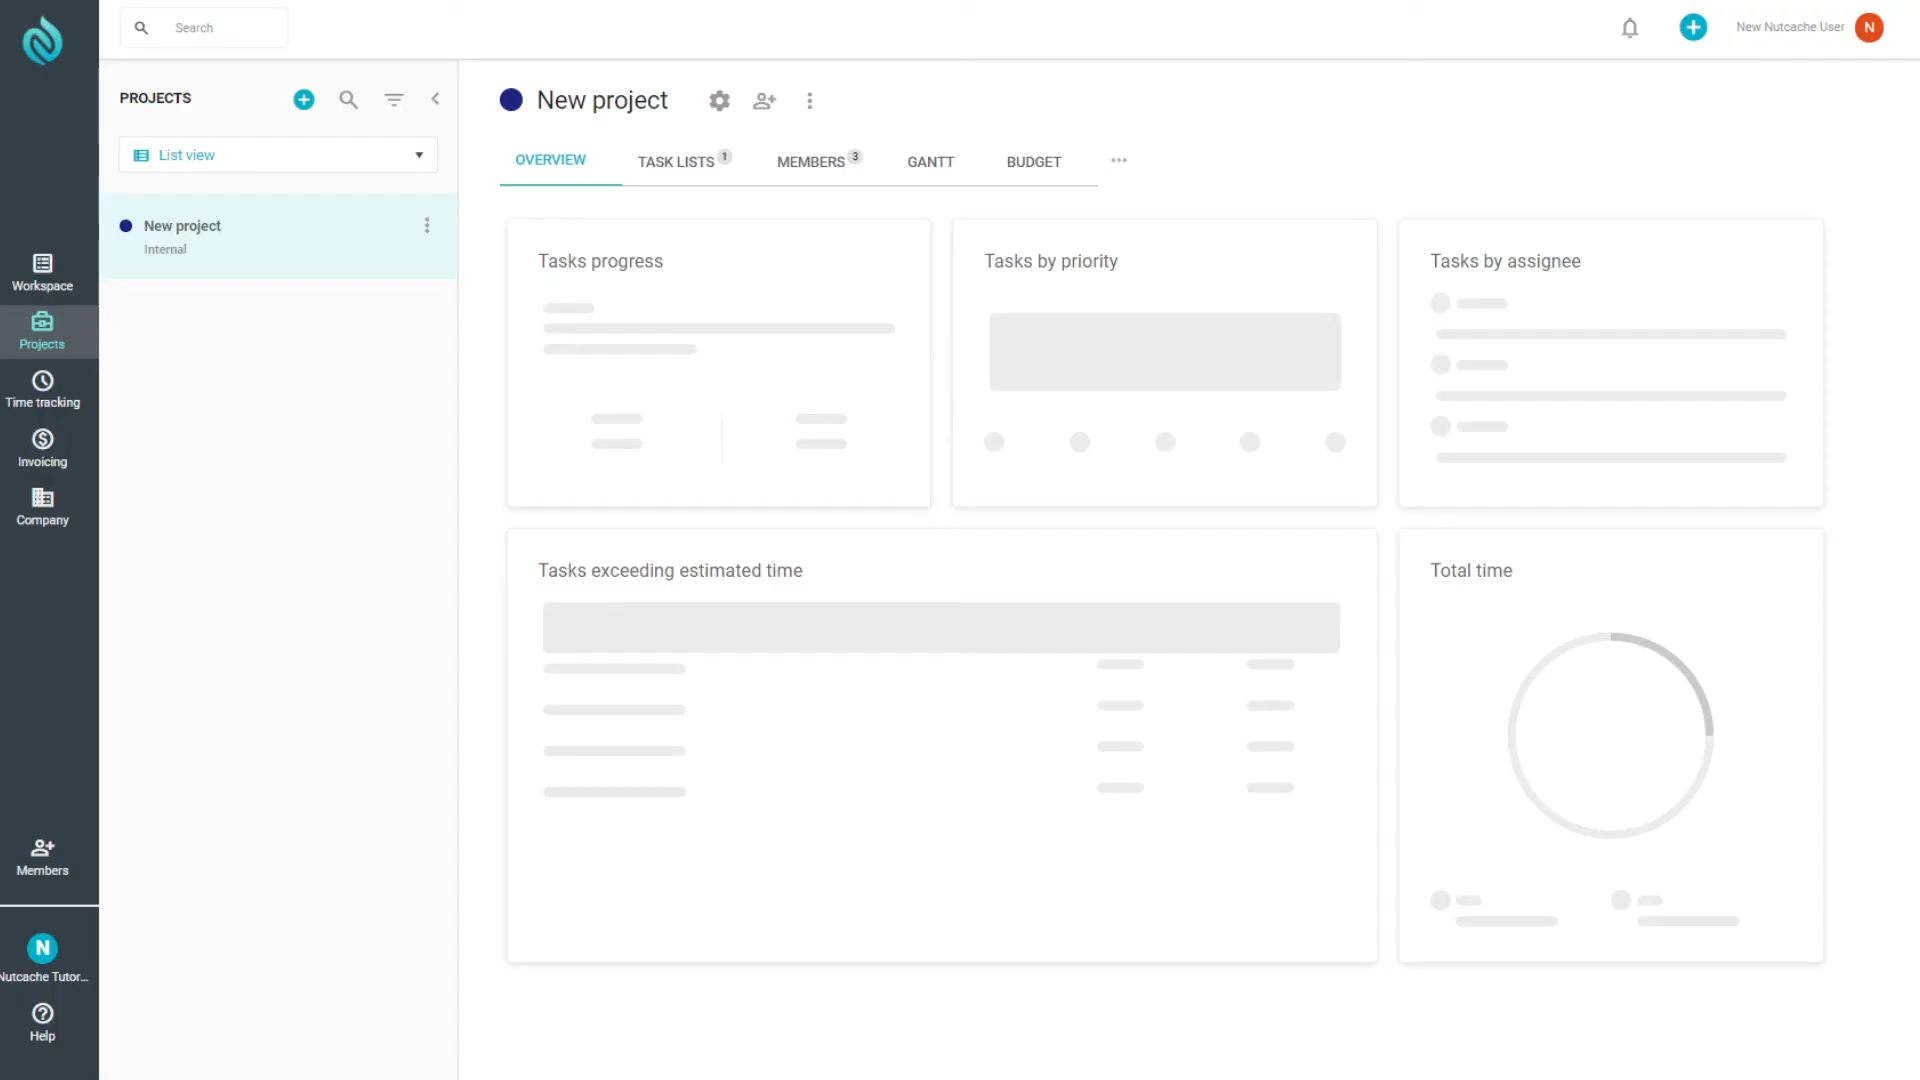 Search
New Nutcache User
N
PROJECTS
List view
New project
Internal
Workspace
Projects
Time tracking
Invoicing
Company
Members
N
Nutcache Tutor...
Help
New project
OVERVIEW
TASK LISTS 1
MEMBERS 3
GANTT
BUDGET
Tasks progress
Tasks by priority
Tasks by assignee
Tasks exceeding estimated time
Total time